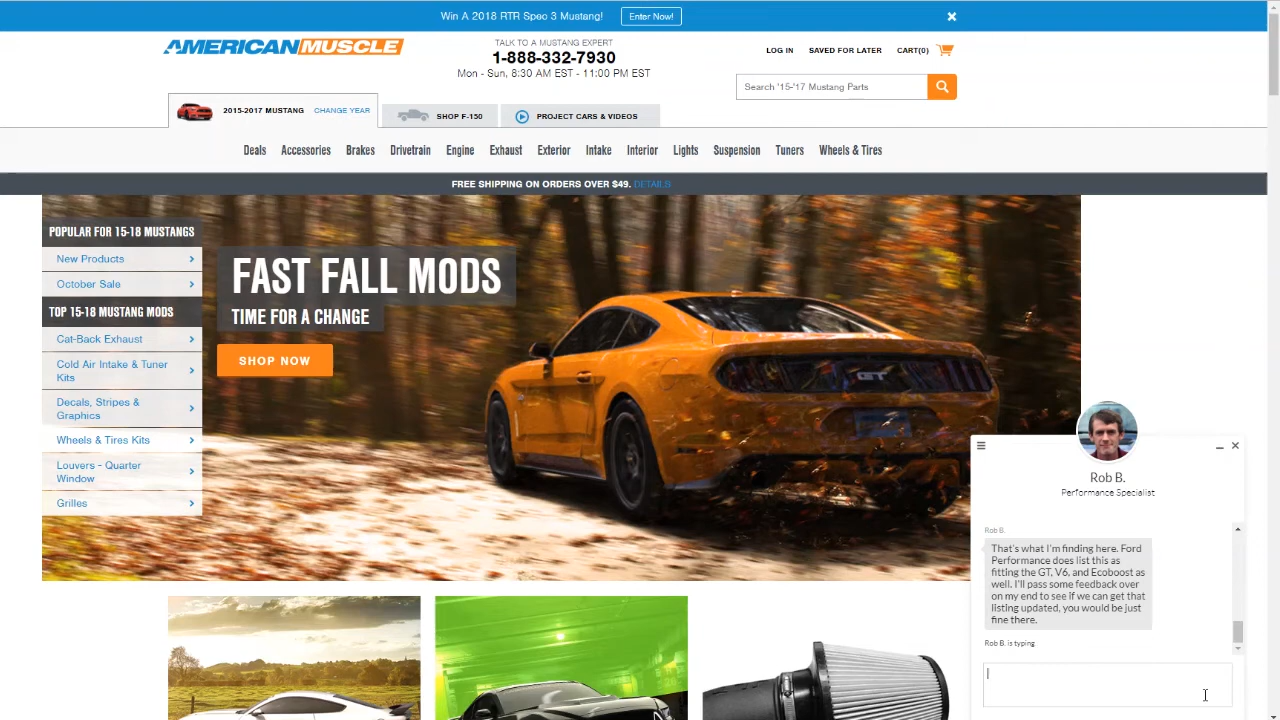 Win A 2018 RTR Spec 3 Mustang!
Enter Now!
AMERICANMUSCLE
TALK TO A MUSTANG EXPERT
1-888-332-7930
Mon - Sun, 8:30 AM EST - 11:00 PM EST
LOG IN
SAVED FOR LATER
CART(0)
Search '15-'17 Mustang Parts
2015-2017 MUSTANG
CHANGE YEAR
SHOP F-150
PROJECT CARS & VIDEOS
Deals
Accessories
Brakes
Drivetrain
Engine
Exhaust
Exterior
Intake
Interior
Lights
Suspension
Tuners
Wheels & Tires
FREE SHIPPING ON ORDERS OVER $49. DETAILS
POPULAR FOR 15-18 MUSTANGS
New Products
October Sale
TOP 15-18 MUSTANG MODS
Cat-Back Exhaust
Cold Air Intake & Tuner
Kits
Decals, Stripes &
Graphics
Wheels & Tires Kits
Louvers - Quarter
Window
Grilles
FAST FALL MODS
TIME FOR A CHANGE
SHOP NOW
GT
Rob B.
Performance Specialist
Rob B.
That's what I'm finding here. Ford
Performance does list this as
fitting the GT, V6, and Ecoboost as
well. I'll pass some feedback over
on my end to see if we can get that
listing updated, you would be just
fine there.
Rob B. is typing